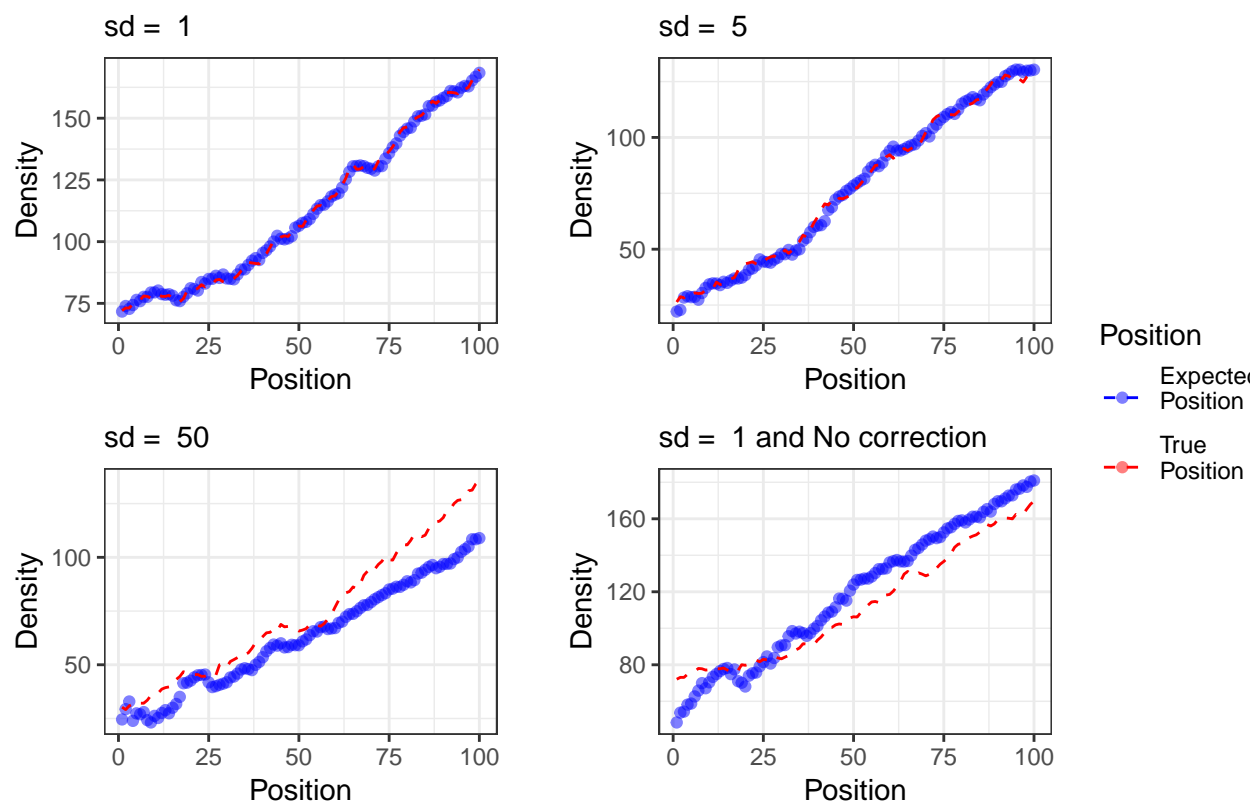 sd =  1
150
125
100
75
Density
0 25 50 75 100
Position
sd =  5
100
50
Density
0 25 50 75 100
Position
sd =  50
100
50
Density
0 25 50 75 100
Position
sd =  1 and No correction
160
120
80
Density
0 25 50 75 100
Position
Position
Expected
Position
True
Position